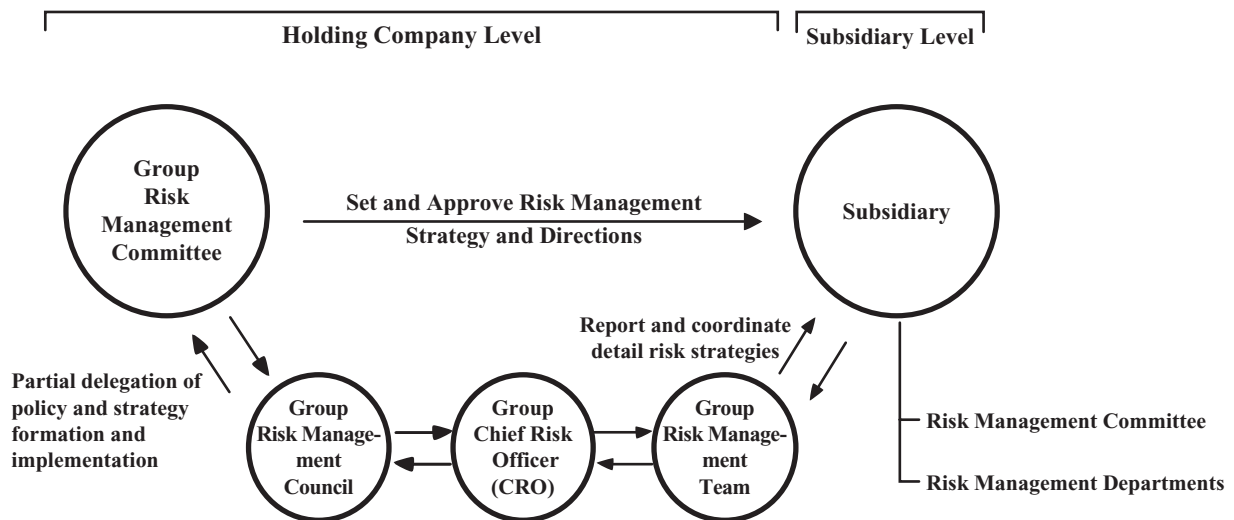 Holding Company Level
Subsidiary Level
Group
Risk
Management
Committee
Set and Approve Risk Management
Strategy and Directions
Subsidiary
Report and coordinate
detail risk strategies
Partial delegation of
policy and strategy
formation and
implementation
Group
Risk Manage-
ment
Council
Group
Chief Risk
Officer
(CRO)
Group
Risk Manage-
ment
Team
Risk Management Committee
Risk Management Departments